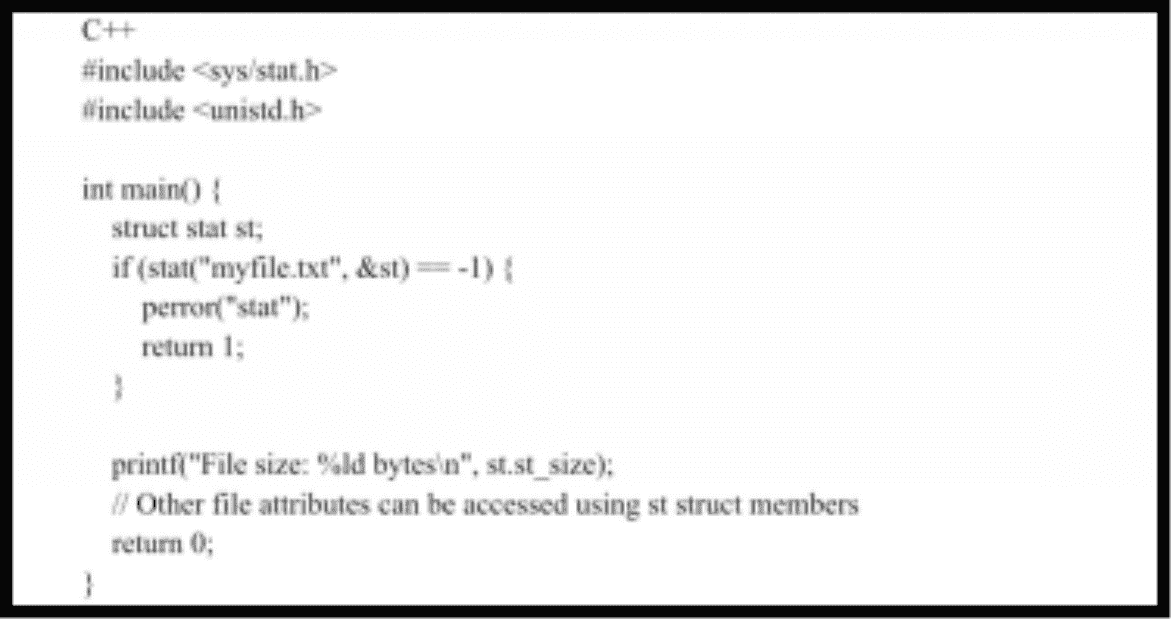 C++
#include <sys/stat.h>
#include <unistd.h>
int main() {
struct stat st;
if (stat("myfile.txt", &st) == -1) {
perror("stat");
return 1;
}
printf("File size: %ld bytes\n", st.st_size);
// Other file attributes can be accessed using st struct members
return 0;
}